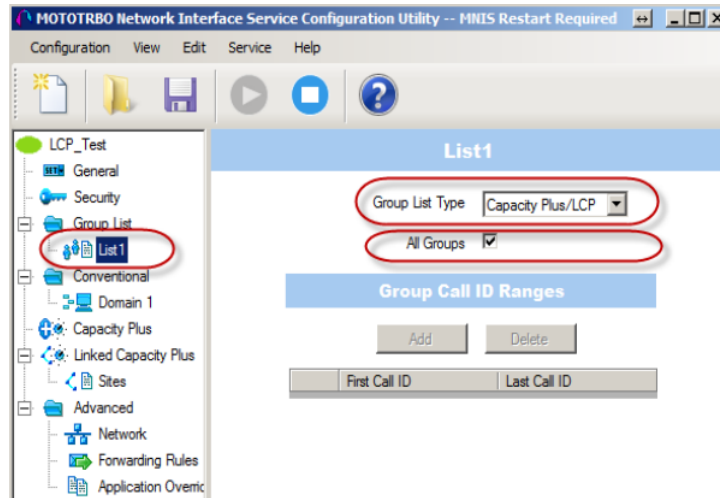 MOTOTRBO Network Interface Service Configuration Utility -- MNIS Restart Required
Configuration View Edit Service Help
LCP_Test
General
Security
Group List
List1
Conventional
Domain 1
Capacity Plus
Linked Capacity Plus
Sites
Advanced
Network
Forwarding Rules
Application Overric
List1
Group List Type Capacity Plus/LCP
All Groups
Group Call ID Ranges
Add Delete
First Call ID Last Call ID